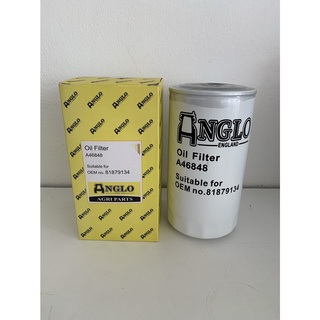 ANGLO
Oil Filter
A46848
Suitable for
OEM no. 81879134
ANGLO
AGRI PARTS
ANGLO
ENGLAND
Oil Filter
A46848
Suitable for
OEM no.81879134